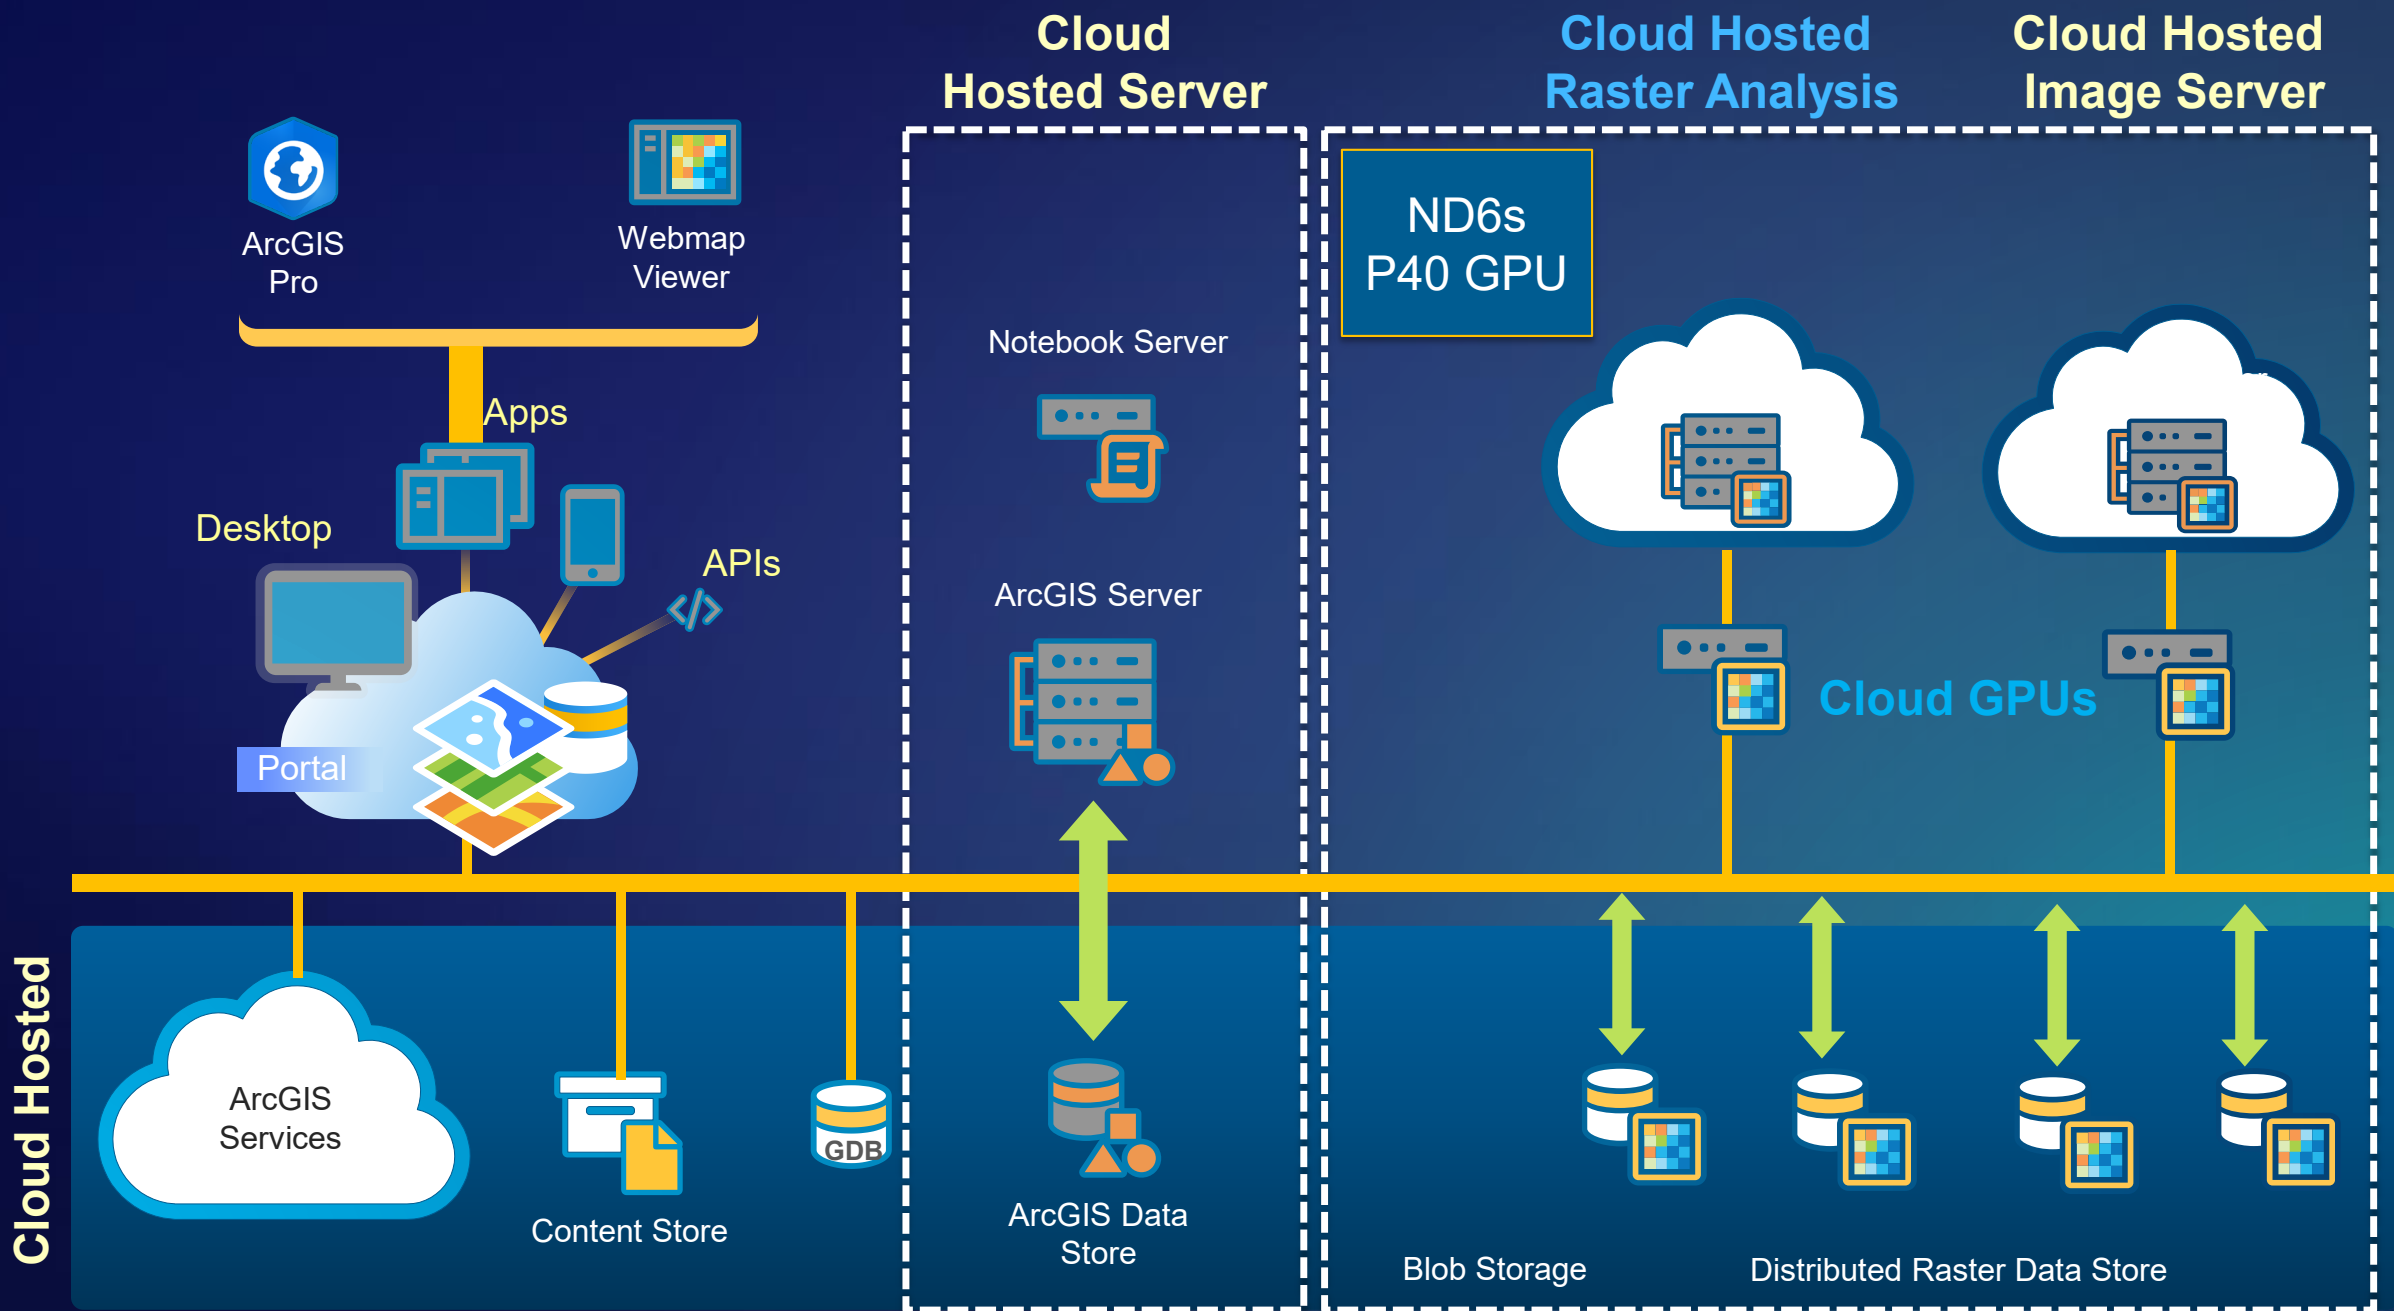 Cloud
Hosted Server
Cloud Hosted
Raster Analysis
Cloud Hosted
Image Server
ArcGIS
Pro
Webmap
Viewer
ND6s
P40 GPU
Notebook Server
Apps
Desktop
APIs
ArcGIS Server
Cloud GPUs
Portal
Cloud Hosted
ArcGIS
Services
GDB
Content Store
ArcGIS Data
Store
Blob Storage
Distributed Raster Data Store